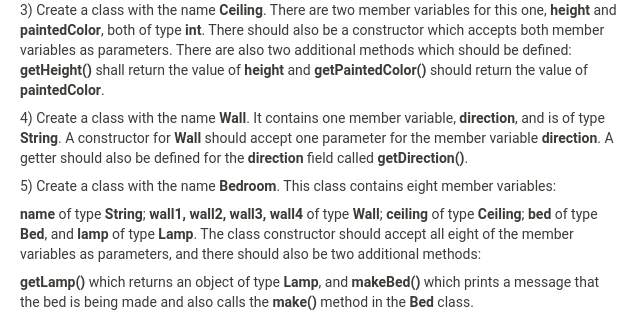 3) Create a class with the name Ceiling. There are two member variables for this one, height and
paintedColor, both of type int. There should also be a constructor which accepts both member
variables as parameters. There are also two additional methods which should be defined:
getHeight() shall return the value of height and getPaintedColor() should return the value of
paintedColor.
4) Create a class with the name Wall. It contains one member variable, direction, and is of type
String. A constructor for Wall should accept one parameter for the member variable direction. A
getter should also be defined for the direction field called getDirection().
5) Create a class with the name Bedroom. This class contains eight member variables:
name of type String; wall1, wall2, wall3, wall4 of type Wall; ceiling of type Ceiling; bed of type
Bed, and lamp of type Lamp. The class constructor should accept all eight of the member
variables as parameters, and there should also be two additional methods:
getLamp() which returns an object of type Lamp, and makeBed() which prints a message that
the bed is being made and also calls the make() method in the Bed class.